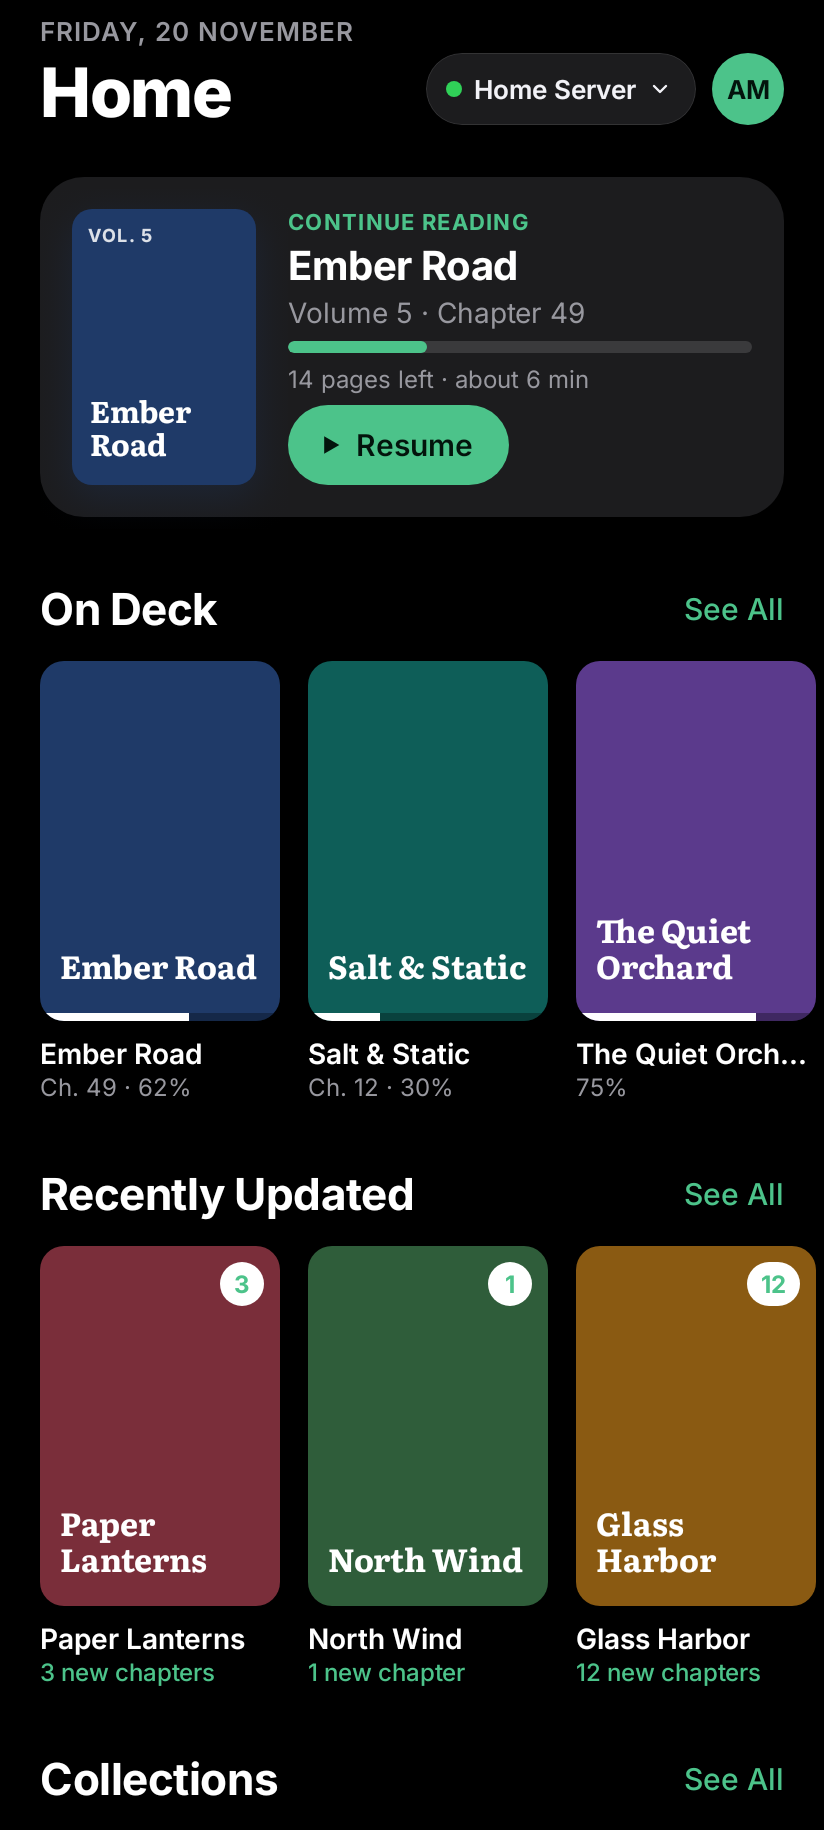 FRIDAY, 20 NOVEMBER
Home
Home Server
AM
VOL. 5
Ember
Road
CONTINUE READING
Ember Road
Volume 5 · Chapter 49
14 pages left · about 6 min
Resume
On Deck
See All
Ember Road
Salt & Static
The Quiet
Orchard
Ember Road
Ch. 49 · 62%
Salt & Static
Ch. 12 · 30%
The Quiet Orch...
75%
Recently Updated
See All
3
Paper
Lanterns
1
North Wind
12
Glass
Harbor
Paper Lanterns
3 new chapters
North Wind
1 new chapter
Glass Harbor
12 new chapters
Collections
See All